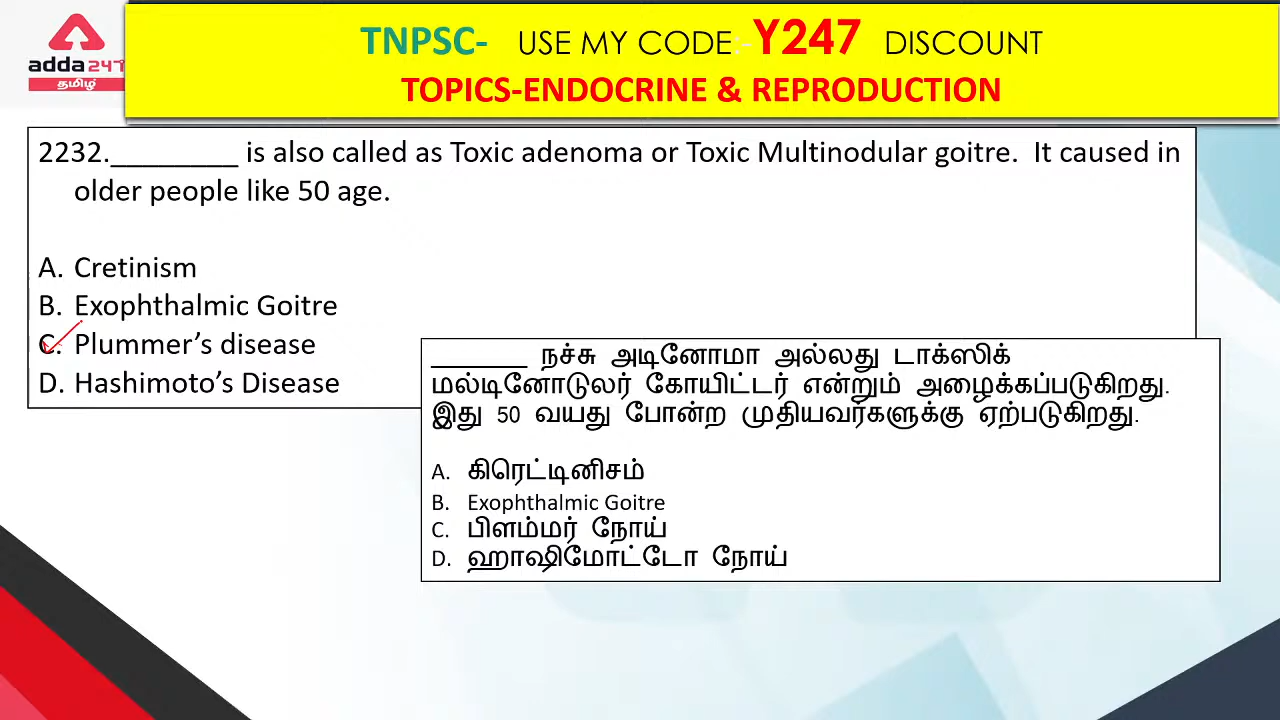 adda247
தமிழ்
TNPSC- USE MY CODE:-Y247 DISCOUNT
TOPICS-ENDOCRINE & REPRODUCTION
2232.________ is also called as Toxic adenoma or Toxic Multinodular goitre. It caused in
older people like 50 age.
A. Cretinism
B. Exophthalmic Goitre
C. Plummer’s disease
D. Hashimoto’s Disease
_______ நச்சு அடினோமா அல்லது டாக்ஸிக்
மல்டினோடுலர் கோயிட்டர் என்றும் அழைக்கப்படுகிறது.
இது 50 வயது போன்ற முதியவர்களுக்கு ஏற்படுகிறது.
A. கிரெட்டினிசம்
B. Exophthalmic Goitre
C. பிளம்மர் நோய்
D. ஹாஷிமோட்டோ நோய்